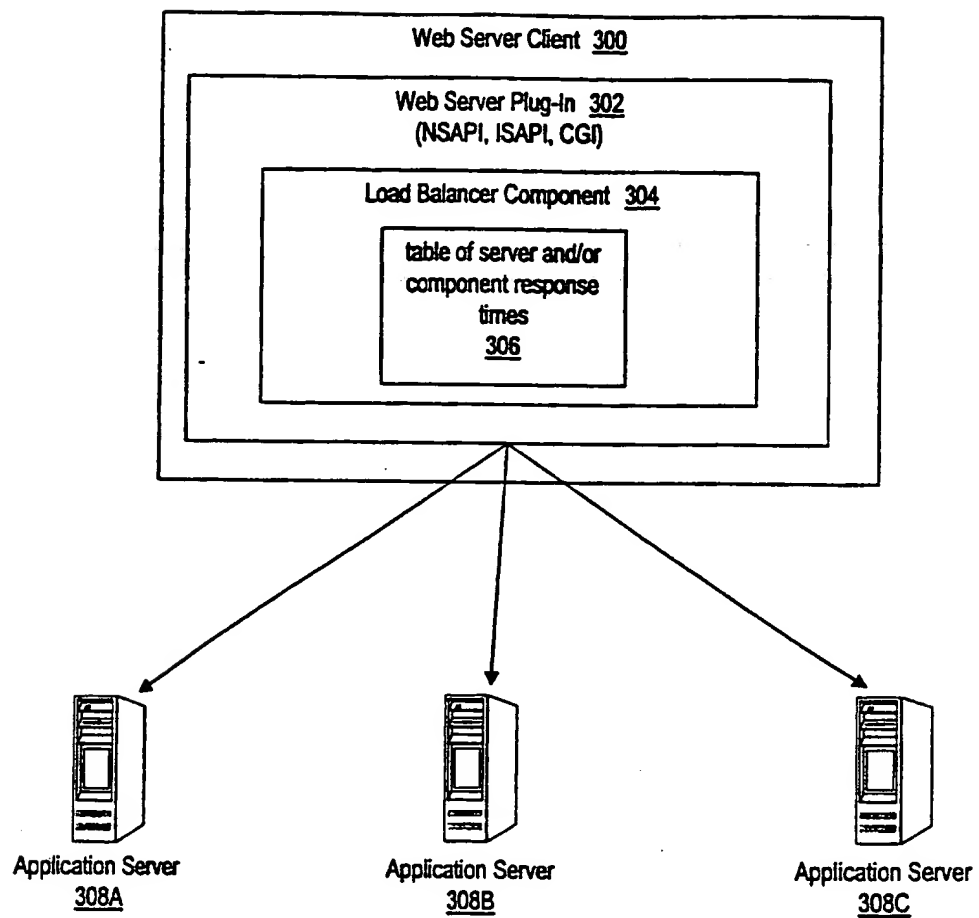 Web Server Client 300
Web Server Plug-In 302
(NSAPI, ISAPI, CGI)
Load Balancer Component 304
table of server and/or
component response
times
306
Application Server
308A
Application Server
308B
Application Server
308C